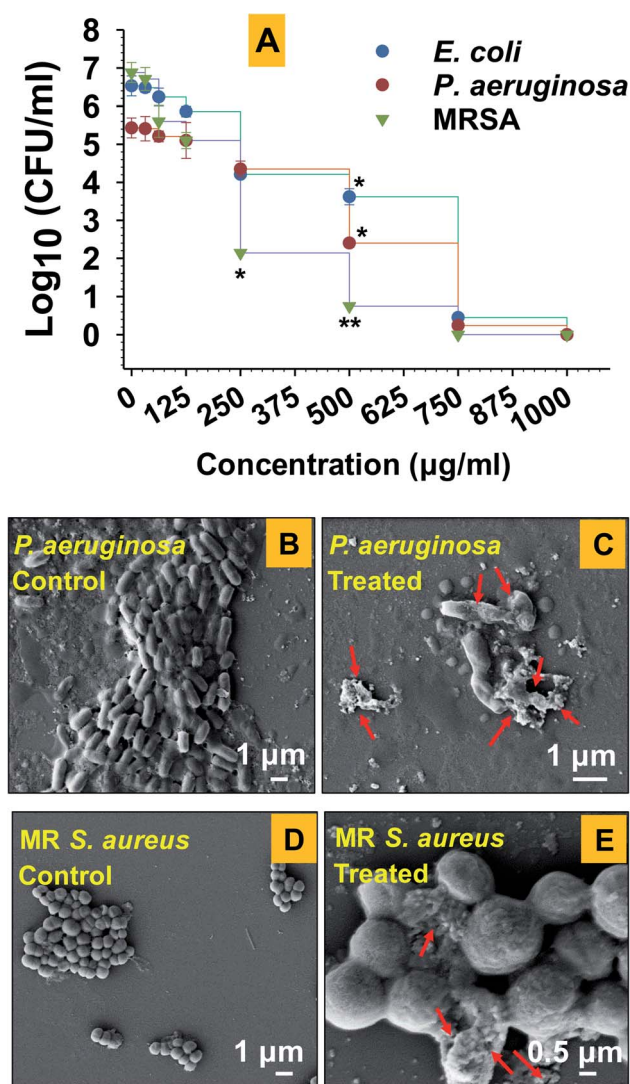 A
8
7
6
5
4
3
2
1
0
Log10 (CFU/ml)
E. coli
P. aeruginosa
MRSA
*
*
*
**
0
125
250
375
500
625
750
875
1000
Concentration (µg/ml)
P. aeruginosa
Control
B
1 µm
P. aeruginosa
Treated
C
1 µm
MR S. aureus
Control
D
1 µm
MR S. aureus
Treated
E
0.5 µm